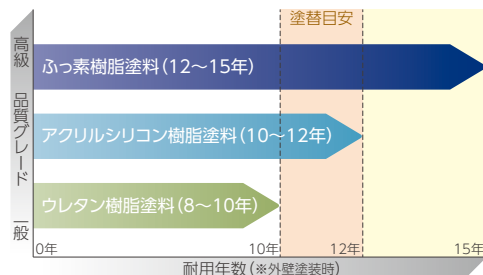 塗替目安
高級
品質グレード
一般
ふっ素樹脂塗料(12〜15年)
アクリルシリコン樹脂塗料(10〜12年)
ウレタン樹脂塗料(8〜10年)
0年
10年
12年
15年
耐用年数(※外壁塗装時)